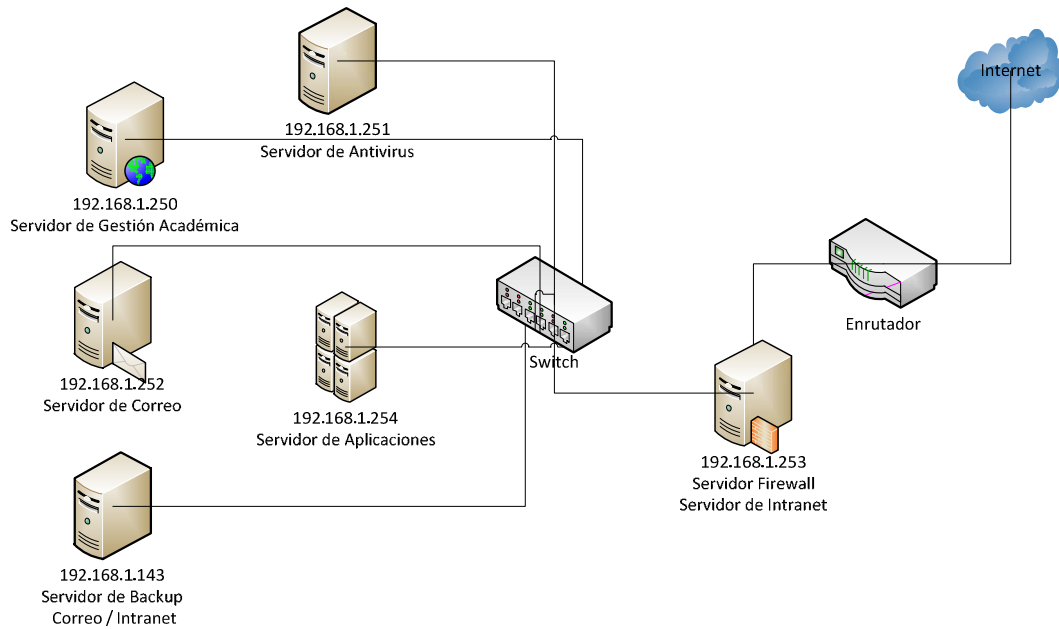 192.168.1.251
Servidor de Antivirus
Internet
192.168.1.250
Servidor de Gestión Académica
Enrutador
Switch
192.168.1.252
Servidor de Correo
192.168.1.254
Servidor de Aplicaciones
192.168.1.253
Servidor Firewall
Servidor de Intranet
192.168.1.143
Servidor de Backup
Correo / Intranet